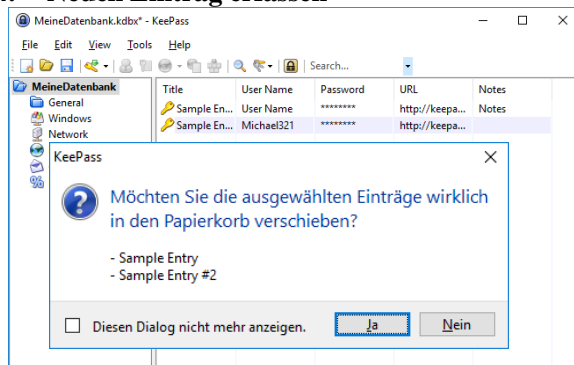 Neuen Eintrag erfassen
MeineDatenbank.kdbx* - KeePass
File Edit View Tools Help
Search...
MeineDatenbank
Title User Name Password URL Notes
General
Sample En... User Name ******** http://keepa... Notes
Windows
Sample En... Michael321 ******** http://keepa...
Network
KeePass
Möchten Sie die ausgewählten Einträge wirklich
in den Papierkorb verschieben?
- Sample Entry
- Sample Entry #2
Diesen Dialog nicht mehr anzeigen.
Ja
Nein